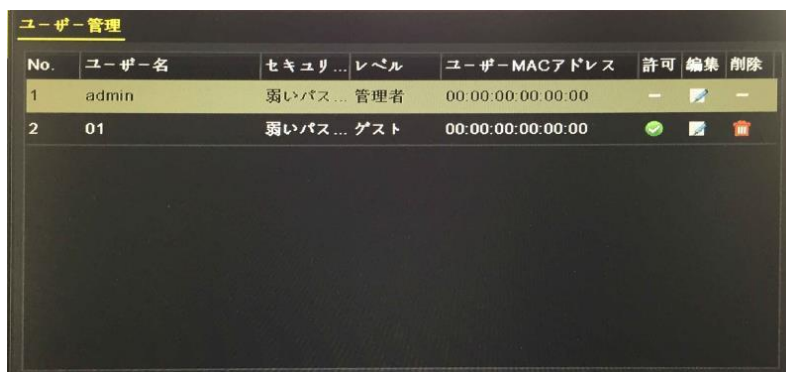 ユーザー管理
No. ユーザー名 セキュリ... レベル ユーザーMACアドレス 許可 編集 削除
1 admin 弱いパス... 管理者 00:00:00:00:00:00 –  –
2 01 弱いパス... ゲスト 00:00:00:00:00:00